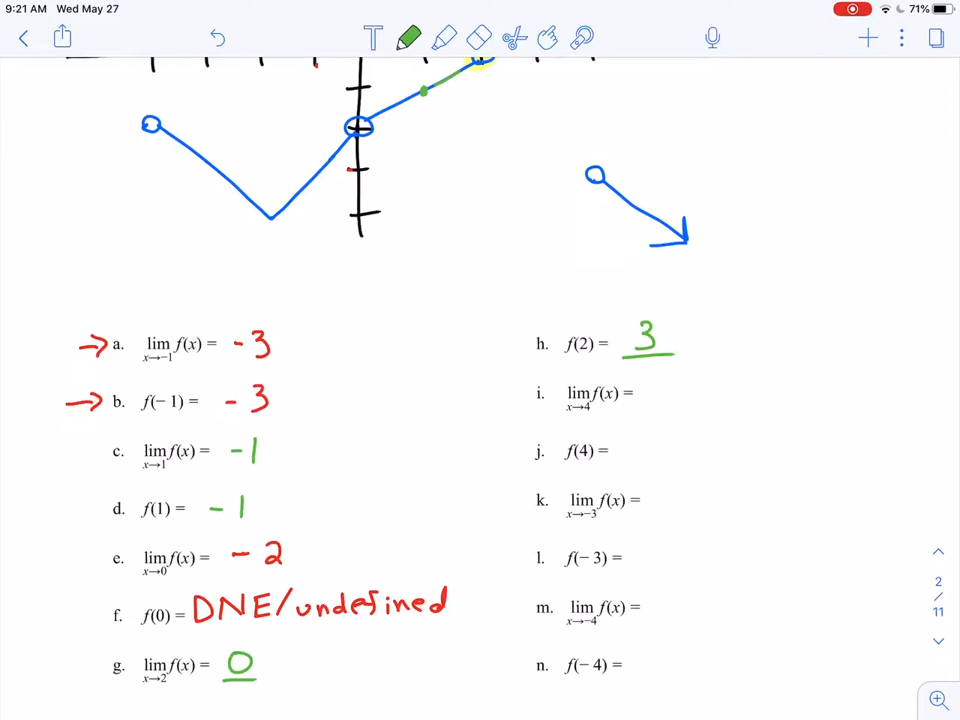 9:21 AM Wed May 27
71%
T
a. lim f(x) = -3
x→−1
b. f(− 1) = -3
c. lim f(x) = -1
x→1
d. f(1) = -1
e. lim f(x) = -2
x→0
f. f(0) = DNE/undefined
g. lim f(x) = 0
x→2
h. f(2) = 3
i. lim f(x) =
x→4
j. f(4) =
k. lim f(x) =
x→−3
l. f(− 3) =
m. lim f(x) =
x→−4
n. f(− 4) =
2
/
11